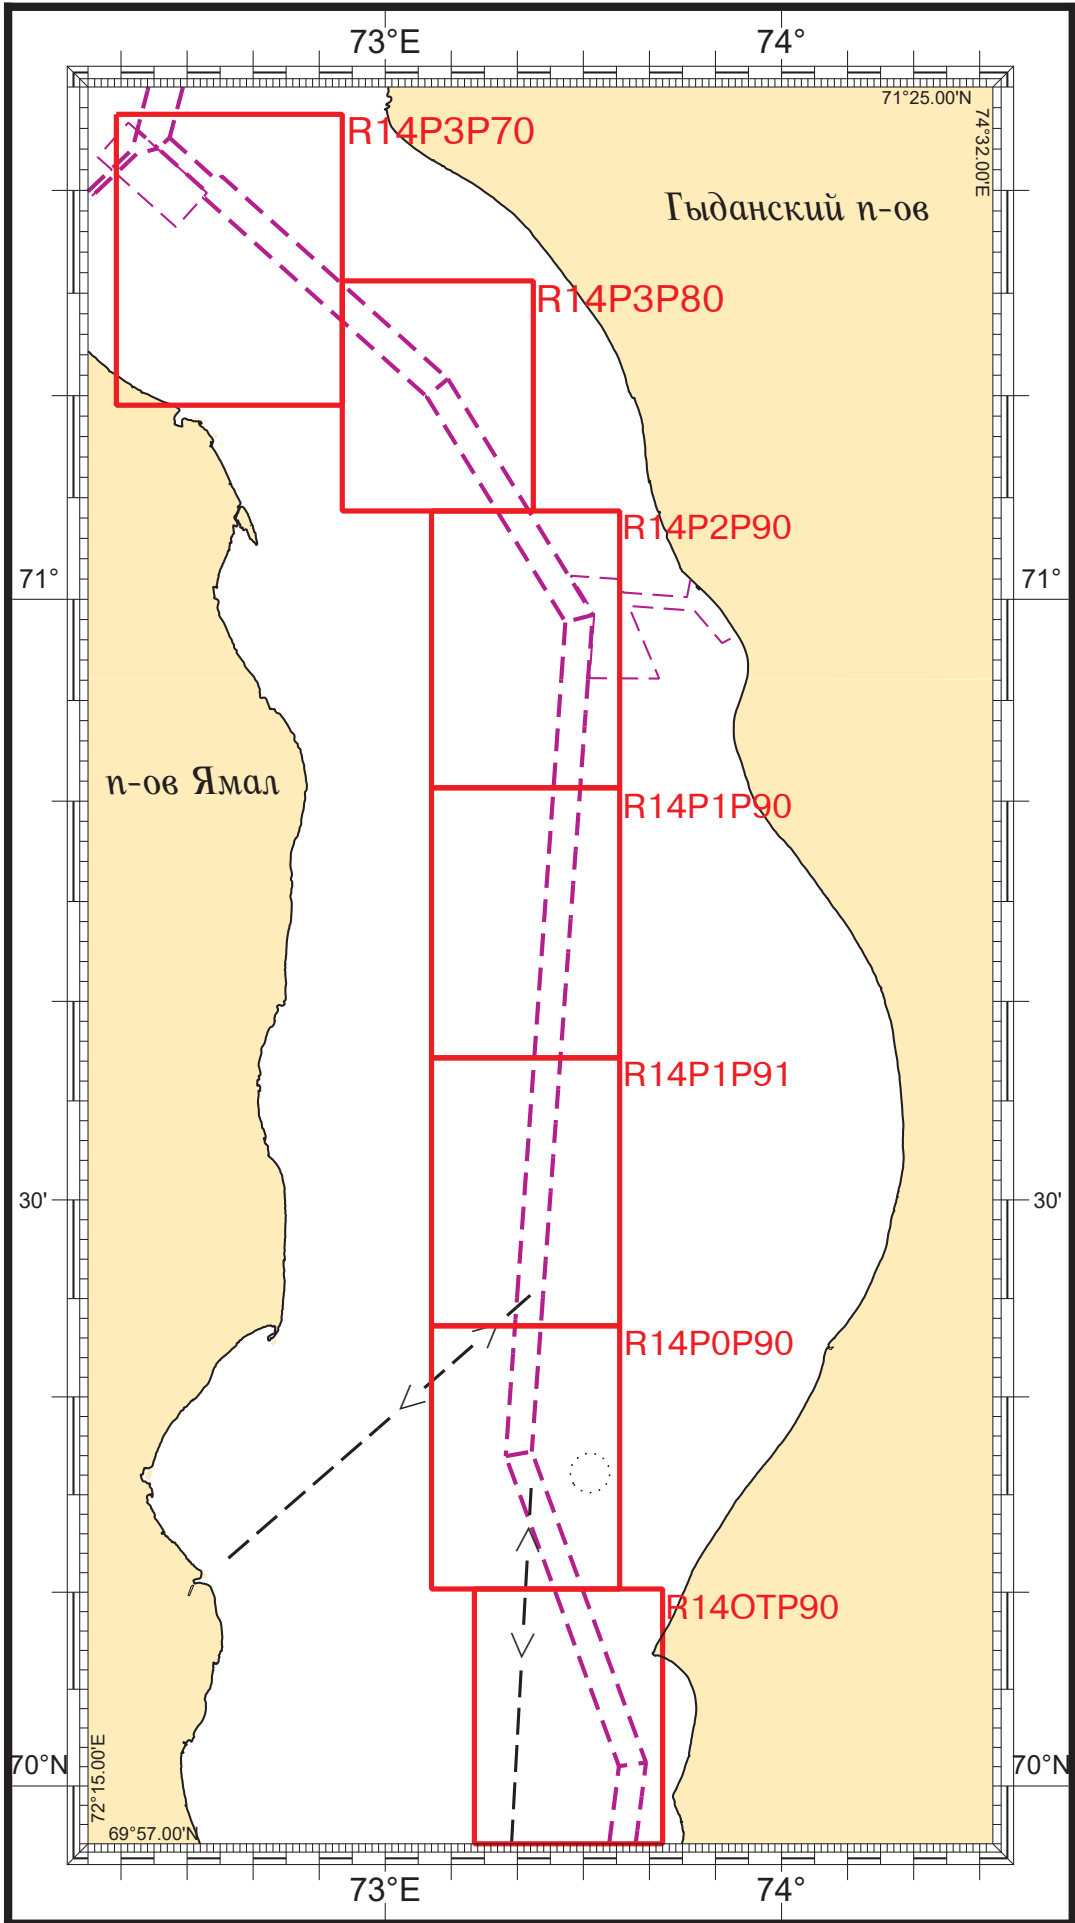 73°E 74°
71°25.00'N
74°32.00'E
R14P3P70
Гыданский п-ов
R14P3P80
R14P2P90
71° 71°
п-ов Ямал
R14P1P90
R14P1P91
30' 30'
R14P0P90
R14OTP90
70°N 70°N
72°15.00'E
69°57.00'N
73°E 74°